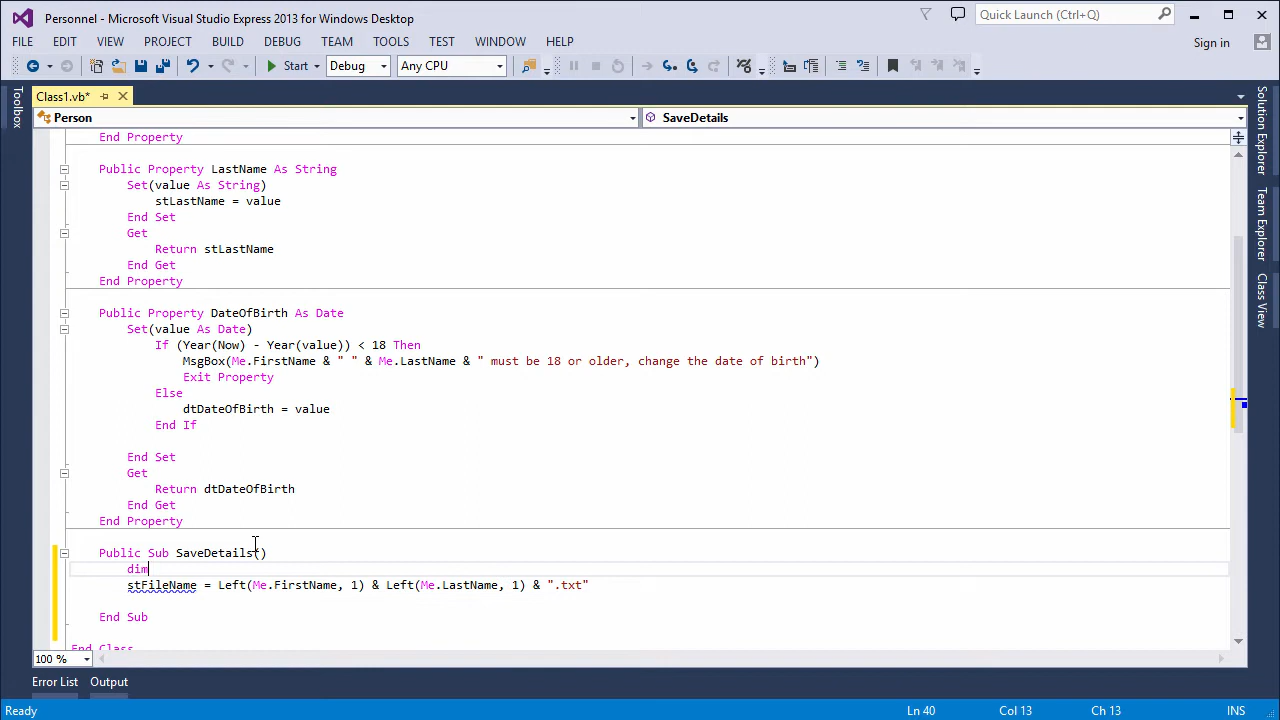 Personnel - Microsoft Visual Studio Express 2013 for Windows Desktop
Quick Launch (Ctrl+Q)
FILE EDIT VIEW PROJECT BUILD DEBUG TEAM TOOLS TEST WINDOW HELP
Sign in
Start Debug Any CPU
Toolbox
Class1.vb*
Person
SaveDetails
End Property
Public Property LastName As String
Set(value As String)
stLastName = value
End Set
Get
Return stLastName
End Get
End Property
Public Property DateOfBirth As Date
Set(value As Date)
If (Year(Now) - Year(value)) < 18 Then
MsgBox(Me.FirstName & " " & Me.LastName & " must be 18 or older, change the date of birth")
Exit Property
Else
dtDateOfBirth = value
End If
End Set
Get
Return dtDateOfBirth
End Get
End Property
Public Sub SaveDetails()
dim
stFileName = Left(Me.FirstName, 1) & Left(Me.LastName, 1) & ".txt"
End Sub
End Class
100 %
Solution Explorer
Team Explorer
Class View
Error List Output
Ready
Ln 40 Col 13 Ch 13 INS